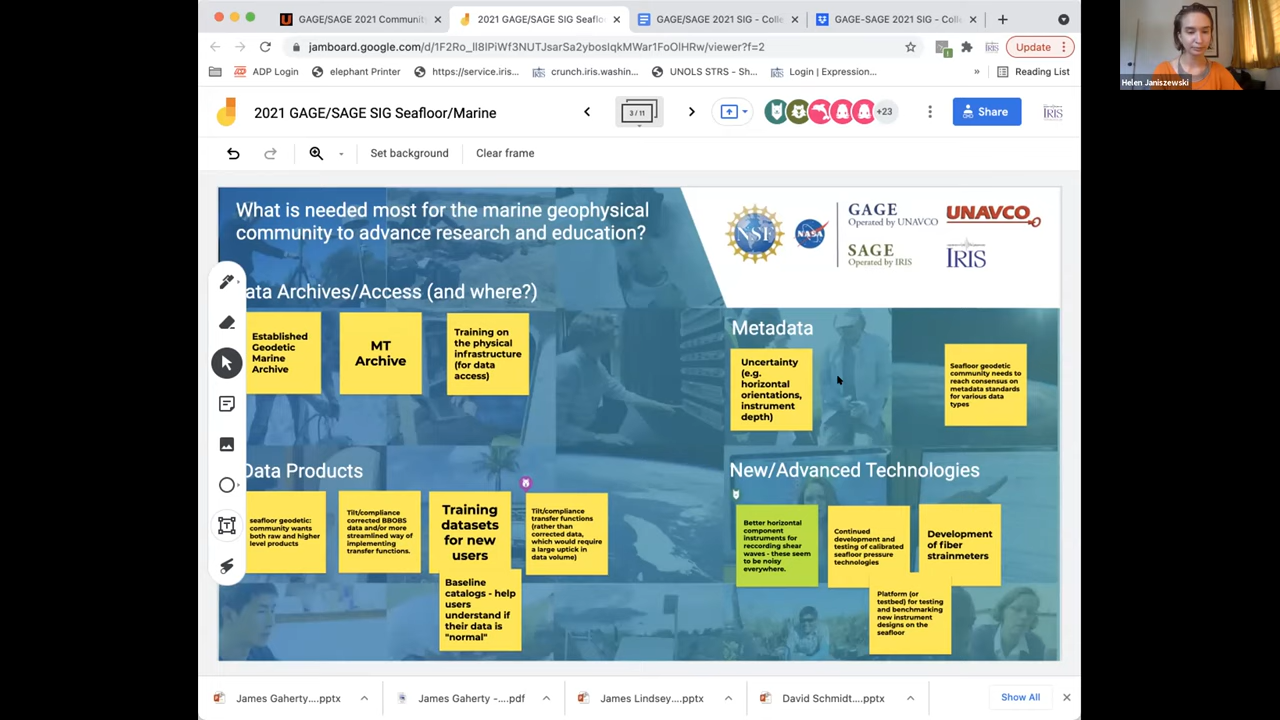 GAGE/SAGE 2021 Community
2021 GAGE/SAGE SIG Seaflo
GAGE/SAGE 2021 SIG - Colle
GAGE-SAGE 2021 SIG - Colle
jamboard.google.com/d/1F2Ro_Il8lPiWf3NUTJsarSa2yboslqkMWar1FoOlHRw/viewer?f=2
Update
ADP Login
elephant Printer
https://service.iris...
crunch.iris.washin...
UNOLS STRS - Sh...
Login | Expression...
»
Reading List
2021 GAGE/SAGE SIG Seafloor/Marine
3 / 11
+23
Share
IRIS
Set background
Clear frame
What is needed most for the marine geophysical
community to advance research and education?
NSF
NASA
GAGE
Operated by UNAVCO
SAGE
Operated by IRIS
UNAVCO
IRIS
ata Archives/Access (and where?)
Established
Geodetic
Marine
Archive
MT
Archive
Training on
the physical
infrastructure
(for data
access)
Metadata
Uncertainty
(e.g.
horizontal
orientations,
instrument
depth)
Seafloor geodetic
community needs to
reach consensus on
metadata standards
for various data
types
Data Products
seafloor geodetic:
community wants
both raw and higher
level products
Tilt/compliance
corrected BBOBS
data and/or more
streamlined way of
implementing
transfer functions.
Training
datasets
for new
users
Tilt/compliance
transfer functions
(rather than
corrected data,
which would require
a large uptick in
data volume)
Baseline
catalogs - help
users
understand if
their data is
"normal"
New/Advanced Technologies
Better horizontal
component
instruments for
reccording shear
waves - these seem
to be noisy
everywhere.
Continued
development and
testing of calibrated
seafloor pressure
technologies
Development
of fiber
strainmeters
Platform (or
testbed) for testing
and benchmarking
new instrument
designs on the
seafloor
James Gaherty....pptx
James Gaherty -....pdf
James Lindsey....pptx
David Schmidt....pptx
Show All
Helen Janiszewski